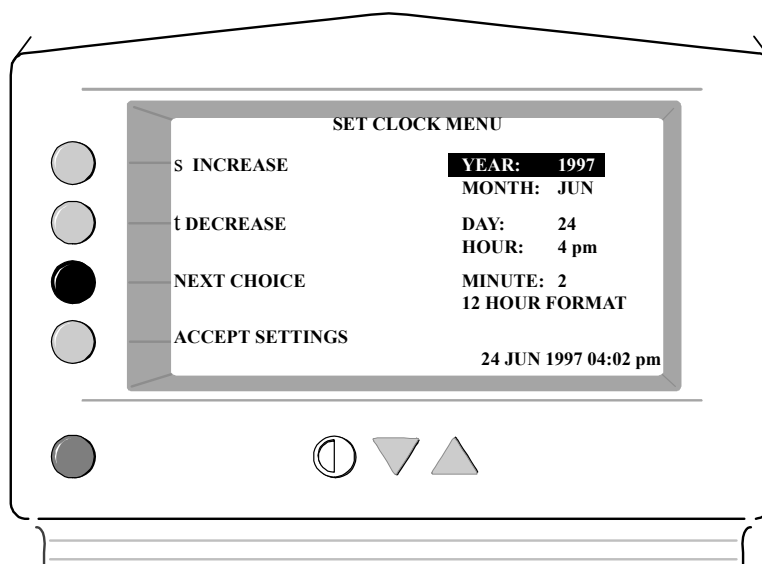 SET CLOCK MENU
s INCREASE
YEAR: 1997
MONTH: JUN
t DECREASE
DAY: 24
HOUR: 4 pm
NEXT CHOICE
MINUTE: 2
12 HOUR FORMAT
ACCEPT SETTINGS
24 JUN 1997 04:02 pm